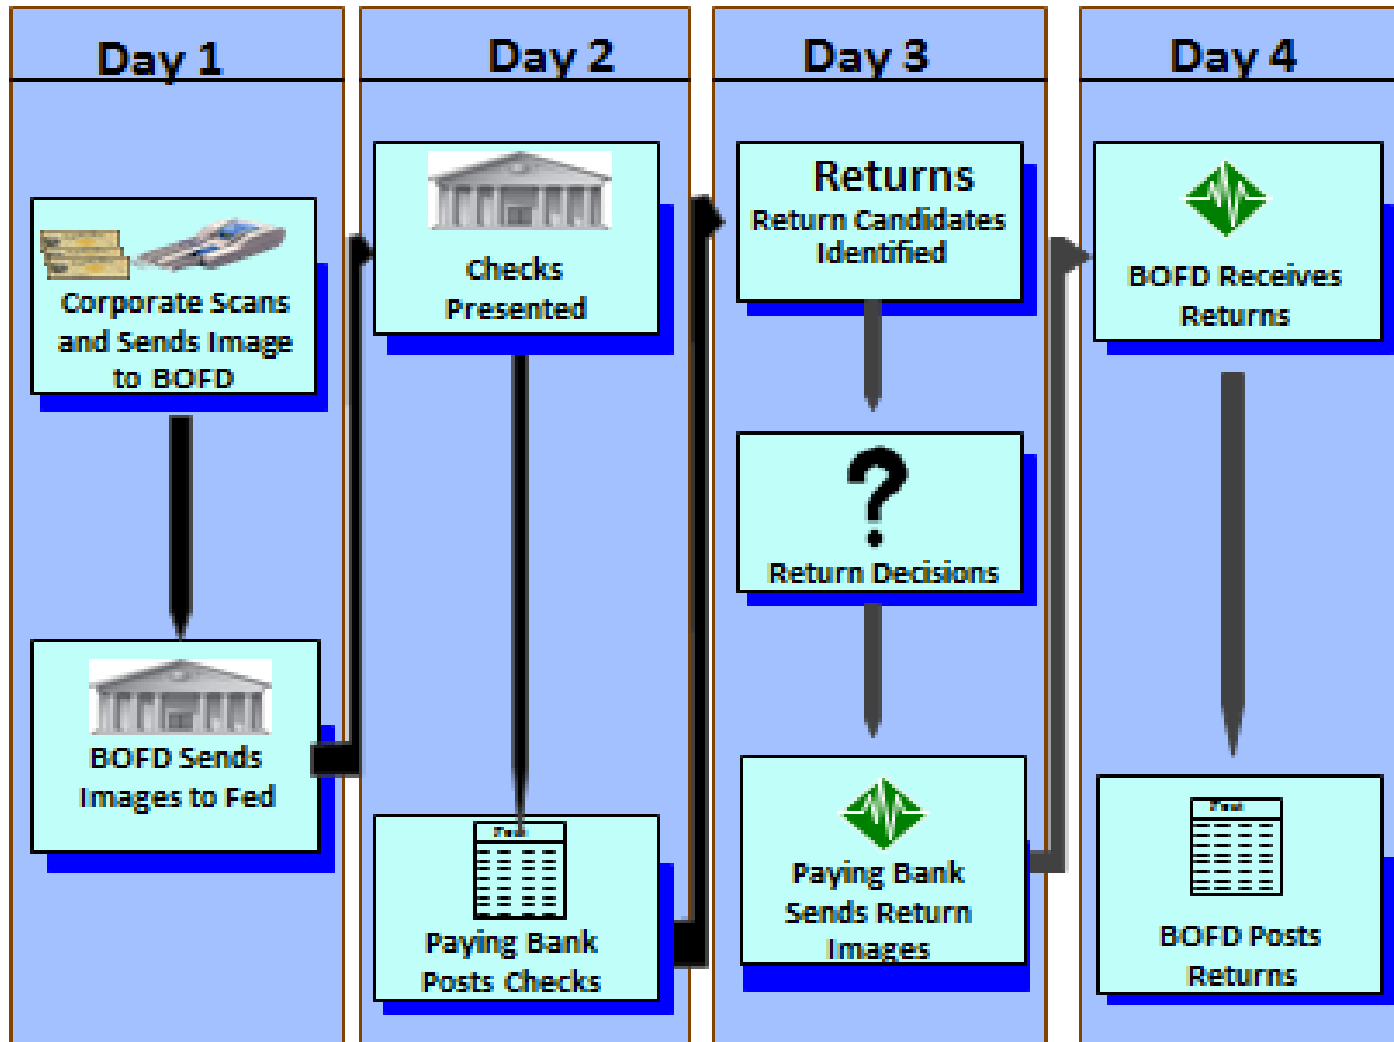 Day 1
Corporate Scans
and Sends Image
to BOFD
BOFD Sends
Images to Fed
Day 2
Checks
Presented
Paying Bank
Posts Checks
Day 3
Returns
Return Candidates
Identified
?
Return Decisions
Paying Bank
Sends Return
Images
Day 4
BOFD Receives
Returns
BOFD Posts
Returns